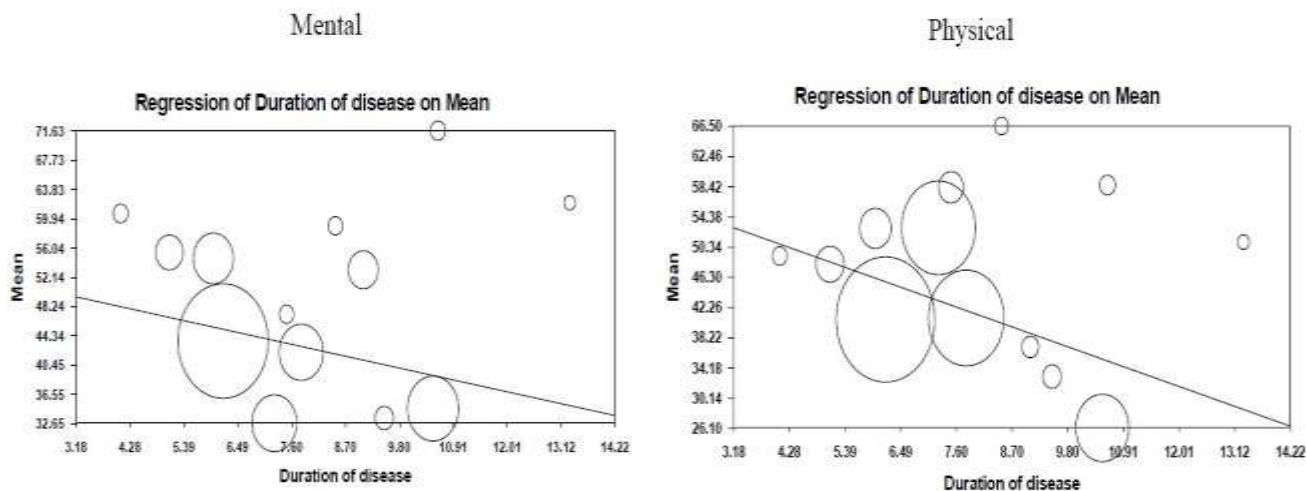 Mental
Regression of Duration of disease on Mean
71.63
67.73
63.83
59.94
56.04
52.14
48.24
44.34
40.45
36.55
32.65
Mean
3.18 4.28 5.39 6.49 7.60 8.70 9.80 10.91 12.01 13.12 14.22
Duration of disease
Physical
Regression of Duration of disease on Mean
66.50
62.46
58.42
54.38
50.34
46.30
42.26
38.22
34.18
30.14
26.10
Mean
3.18 4.28 5.39 6.49 7.60 8.70 9.80 10.91 12.01 13.12 14.22
Duration of disease